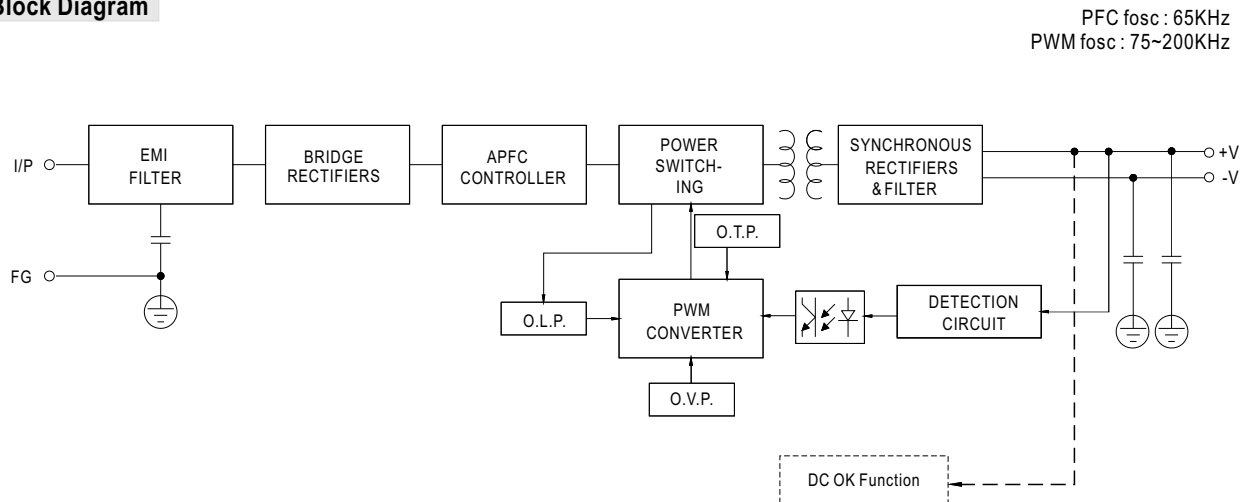 Block Diagram
PFC fosc : 65KHz
PWM fosc : 75~200KHz
I/P
EMI
FILTER
BRIDGE
RECTIFIERS
APFC
CONTROLLER
POWER
SWITCH-
ING
SYNCHRONOUS
RECTIFIERS
& FILTER
+V
-V
O.T.P.
FG
O.L.P.
PWM
CONVERTER
DETECTION
CIRCUIT
O.V.P.
DC OK Function